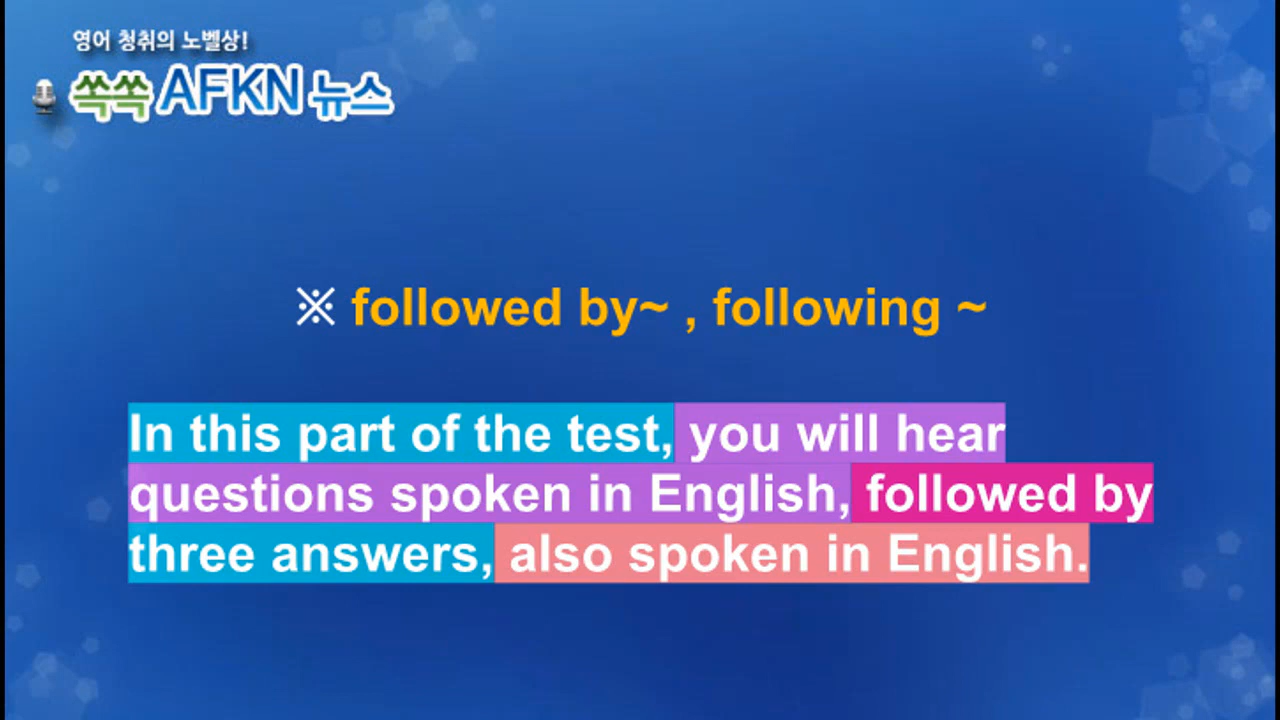 영어 청취의 노벨상!
쏙쏙 AFKN 뉴스
※ followed by~ , following ~
In this part of the test, you will hear
questions spoken in English, followed by
three answers, also spoken in English.